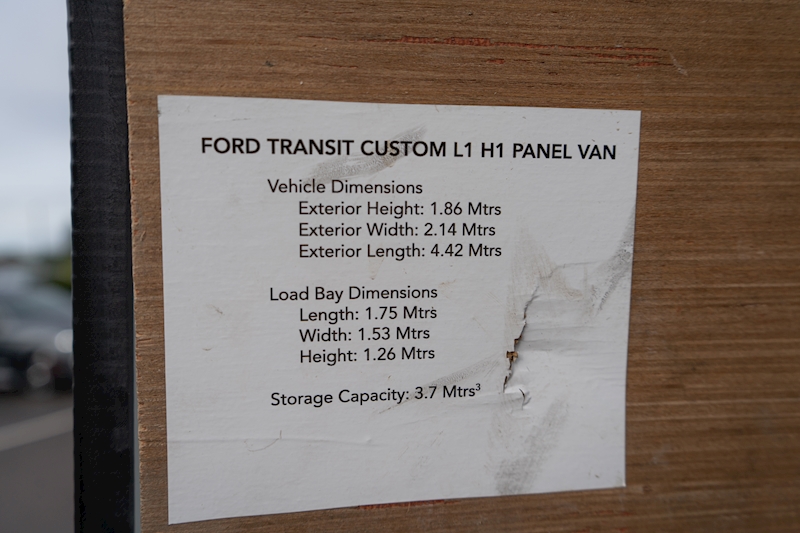 FORD TRANSIT CUSTOM L1 H1 PANEL VAN
Vehicle Dimensions
Exterior Height: 1.86 Mtrs
Exterior Width: 2.14 Mtrs
Exterior Length: 4.42 Mtrs
Load Bay Dimensions
Length: 1.75 Mtrs
Width: 1.53 Mtrs
Height: 1.26 Mtrs
Storage Capacity: 3.7 Mtrs³